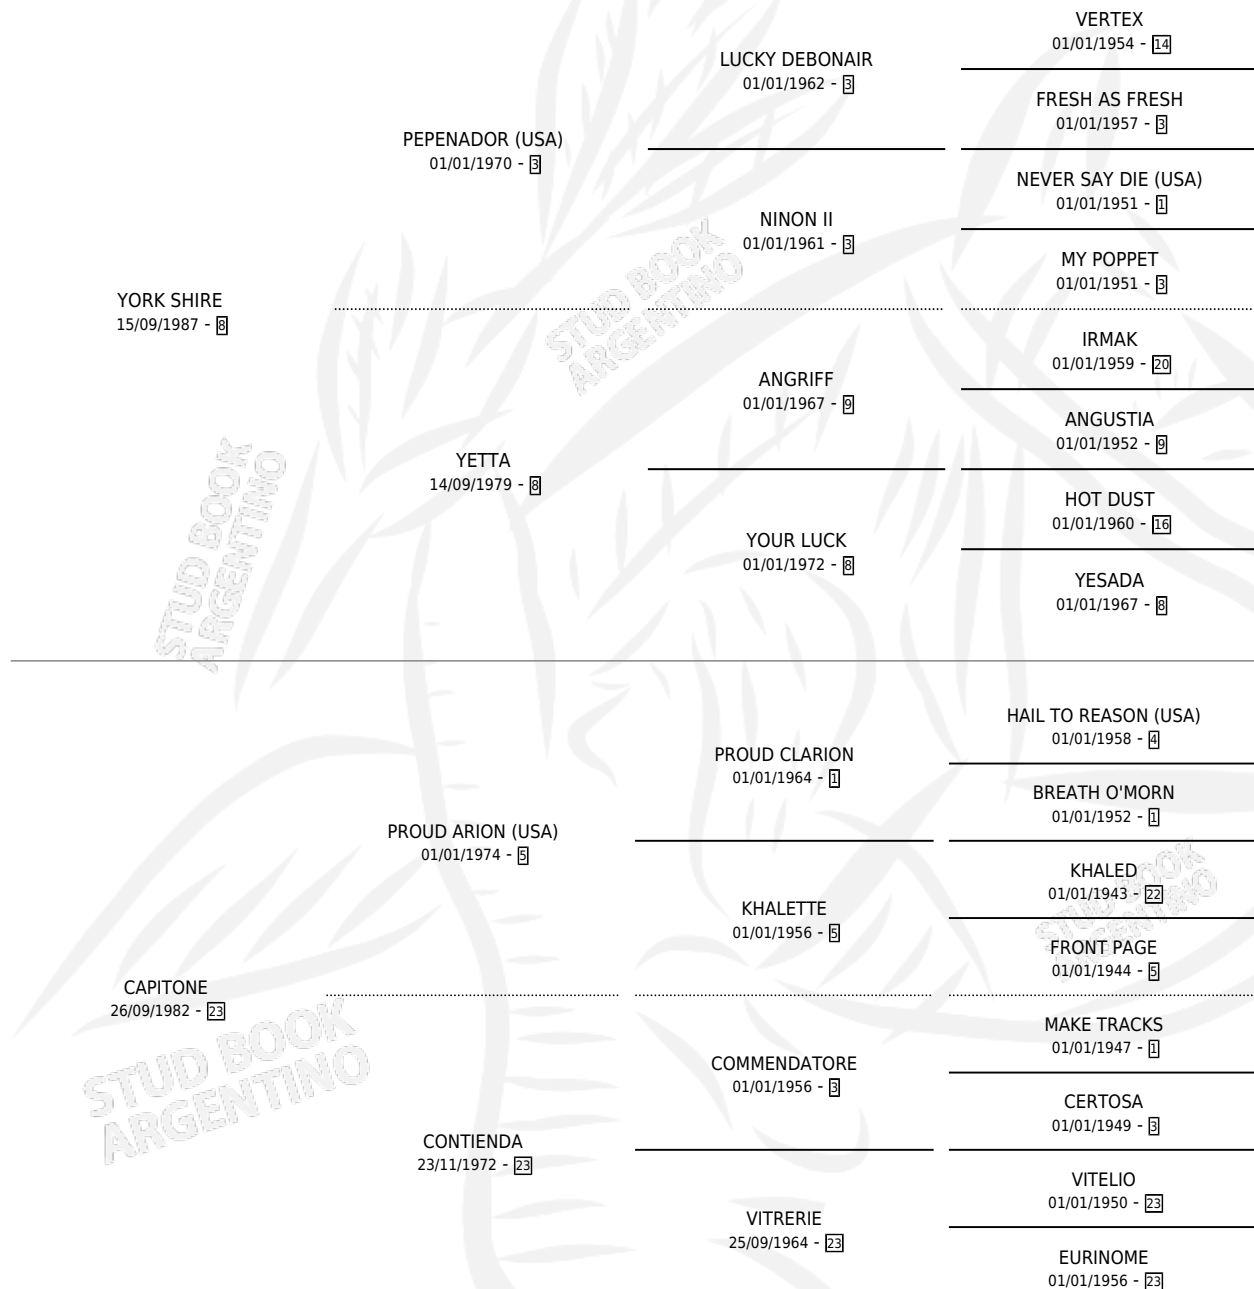 VERTEX
01/01/1954 - 14
LUCKY DEBONAIR
01/01/1962 - 3
FRESH AS FRESH
01/01/1957 - 3
PEPENADOR (USA)
01/01/1970 - 3
NEVER SAY DIE (USA)
01/01/1951 - 1
NINON II
01/01/1961 - 3
MY POPPET
01/01/1951 - 3
YORK SHIRE
15/09/1987 - 8
IRMAK
01/01/1959 - 20
ANGRIFF
01/01/1967 - 9
ANGUSTIA
01/01/1952 - 9
YETTA
14/09/1979 - 8
HOT DUST
01/01/1960 - 16
YOUR LUCK
01/01/1972 - 8
YESADA
01/01/1967 - 8
HAIL TO REASON (USA)
01/01/1958 - 4
PROUD CLARION
01/01/1964 - 1
BREATH O'MORN
01/01/1952 - 1
PROUD ARION (USA)
01/01/1974 - 5
KHALED
01/01/1943 - 22
KHALETTE
01/01/1956 - 5
FRONT PAGE
01/01/1944 - 5
CAPITONE
26/09/1982 - 23
MAKE TRACKS
01/01/1947 - 1
COMMENDATORE
01/01/1956 - 3
CERTOSA
01/01/1949 - 3
CONTIENDA
23/11/1972 - 23
VITELIO
01/01/1950 - 23
VITRERIE
25/09/1964 - 23
EURINOME
01/01/1956 - 23
STUD BOOK
ARGENTINO
STUD BOOK
ARGENTINO
STUD BOOK
ARGENTINO
STUD BOOK
ARGENTINO